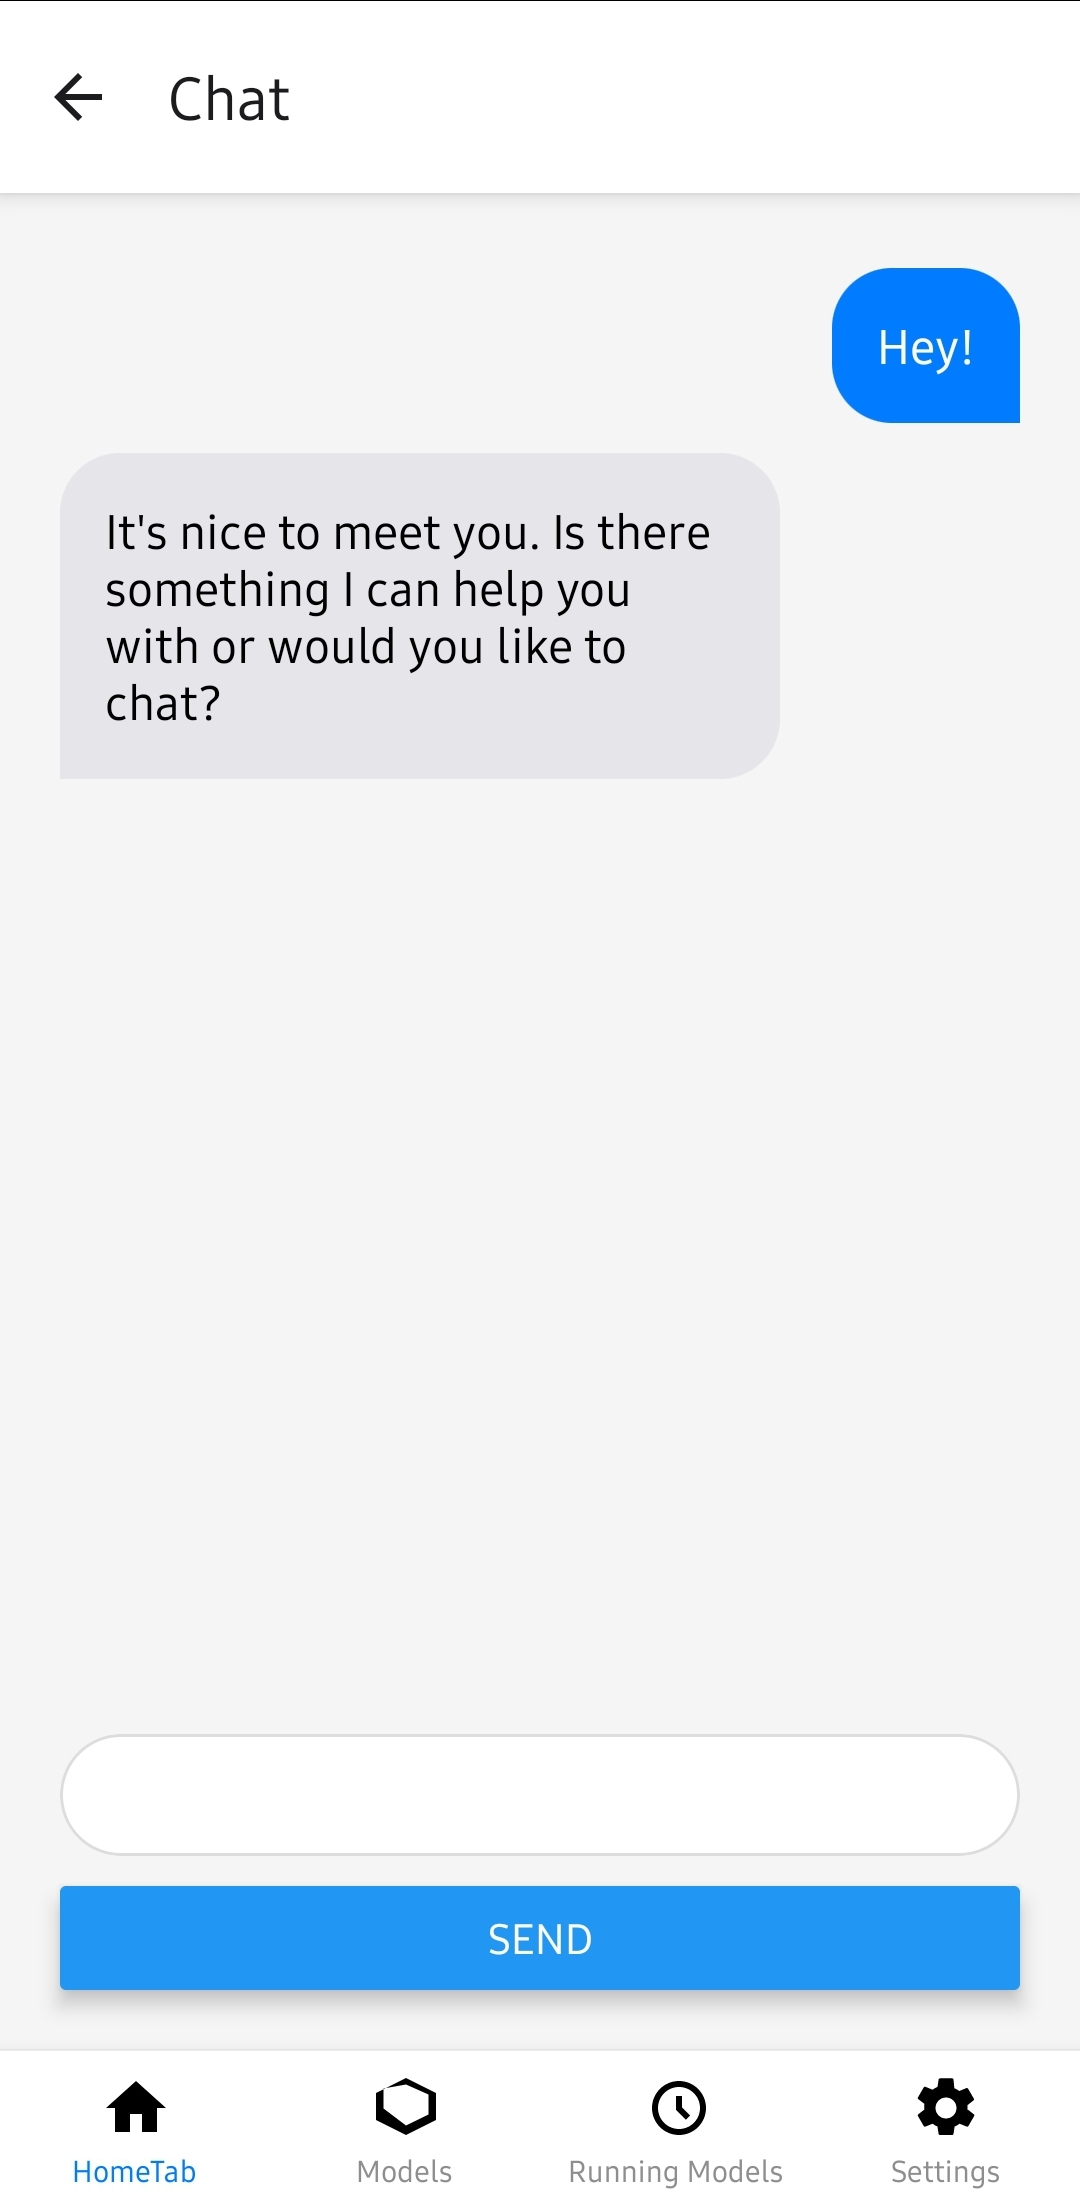 Chat
Hey!
It's nice to meet you. Is there
something I can help you
with or would you like to
chat?
SEND
HomeTab
Models
Running Models
Settings